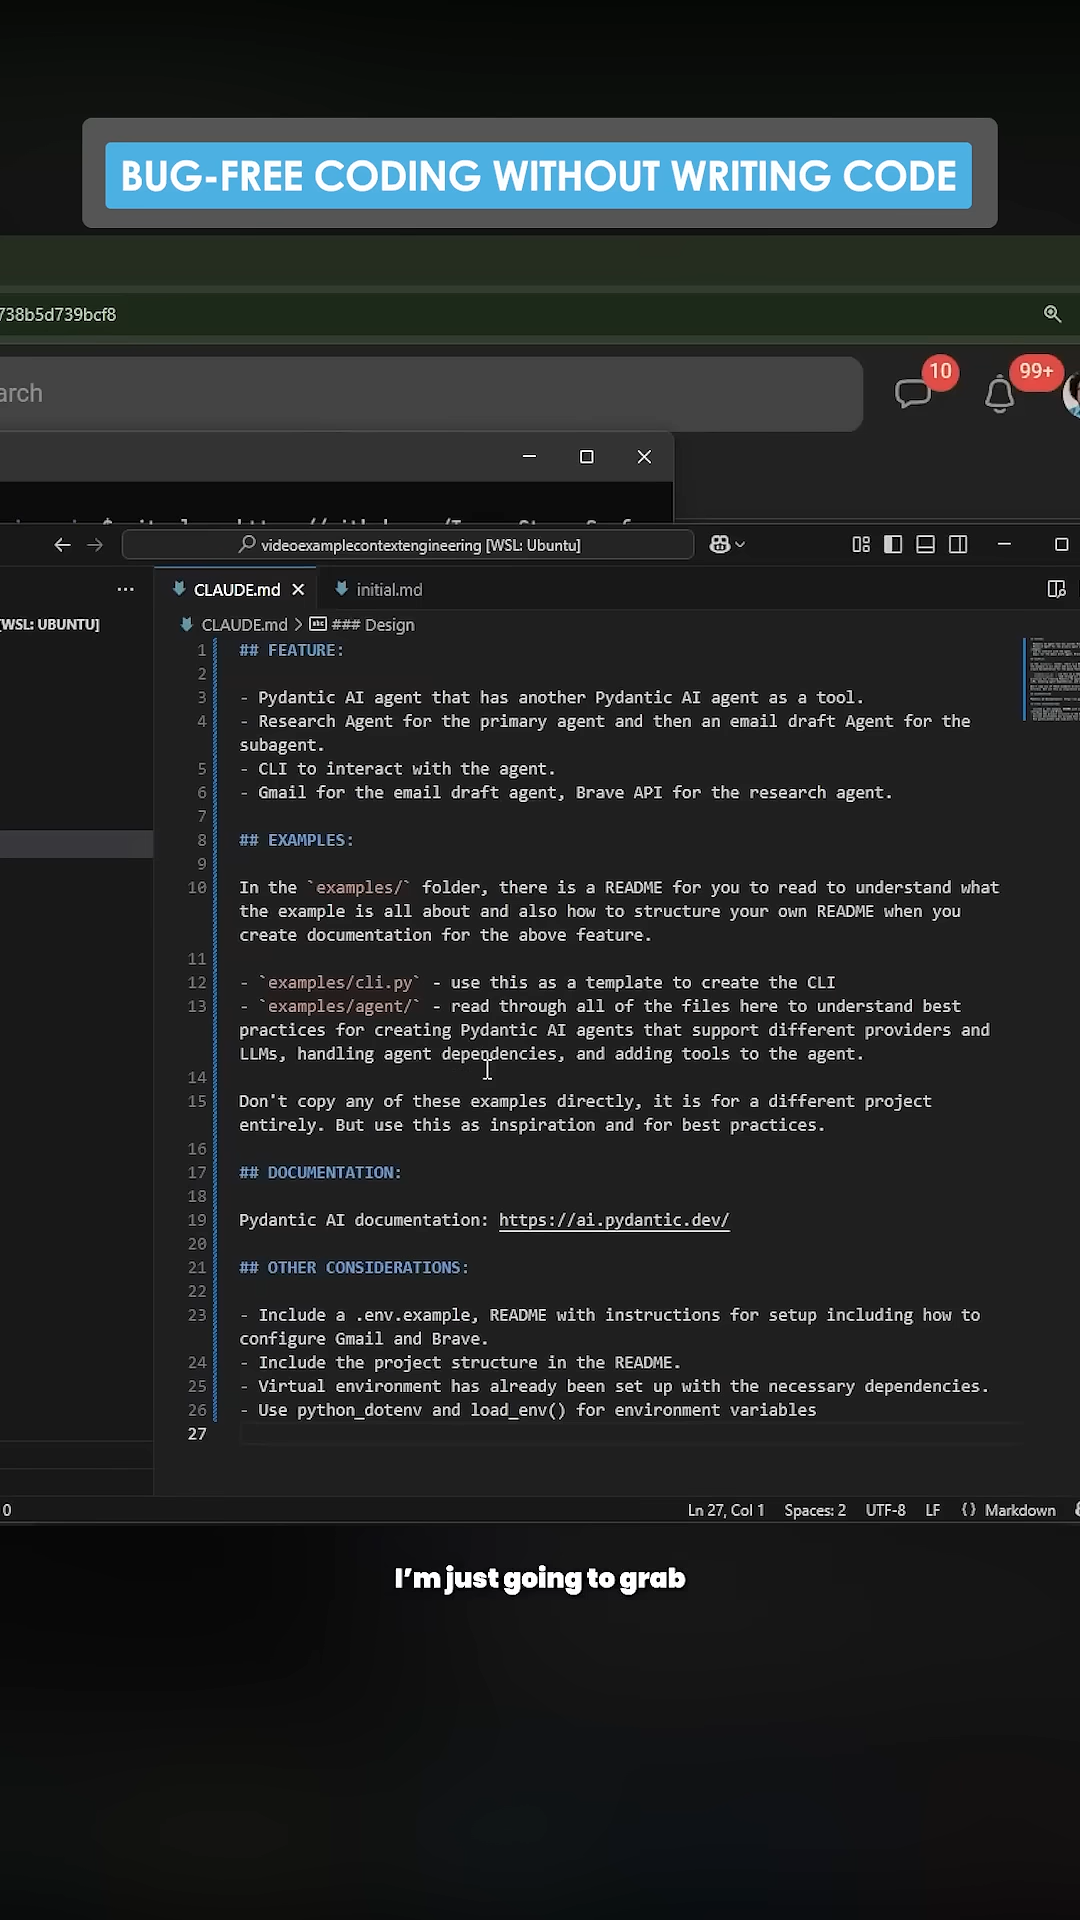 BUG-FREE CODING WITHOUT WRITING CODE
738b5d739bcf8
arch
10
99+
videoexamplecontextengineering [WSL: Ubuntu]
CLAUDE.md
initial.md
[WSL: UBUNTU]
CLAUDE.md > ### Design
1 ## FEATURE:
2
3 - Pydantic AI agent that has another Pydantic AI agent as a tool.
4 - Research Agent for the primary agent and then an email draft Agent for the
subagent.
5 - CLI to interact with the agent.
6 - Gmail for the email draft agent, Brave API for the research agent.
7
8 ## EXAMPLES:
9
10 In the `examples/` folder, there is a README for you to read to understand what
the example is all about and also how to structure your own README when you
create documentation for the above feature.
11
12 - `examples/cli.py` - use this as a template to create the CLI
13 - `examples/agent/` - read through all of the files here to understand best
practices for creating Pydantic AI agents that support different providers and
LLMs, handling agent dependencies, and adding tools to the agent.
14
15 Don't copy any of these examples directly, it is for a different project
entirely. But use this as inspiration and for best practices.
16
17 ## DOCUMENTATION:
18
19 Pydantic AI documentation: https://ai.pydantic.dev/
20
21 ## OTHER CONSIDERATIONS:
22
23 - Include a .env.example, README with instructions for setup including how to
configure Gmail and Brave.
24 - Include the project structure in the README.
25 - Virtual environment has already been set up with the necessary dependencies.
26 - Use python_dotenv and load_env() for environment variables
27
0
Ln 27, Col 1 Spaces: 2 UTF-8 LF {} Markdown
I'm just going to grab